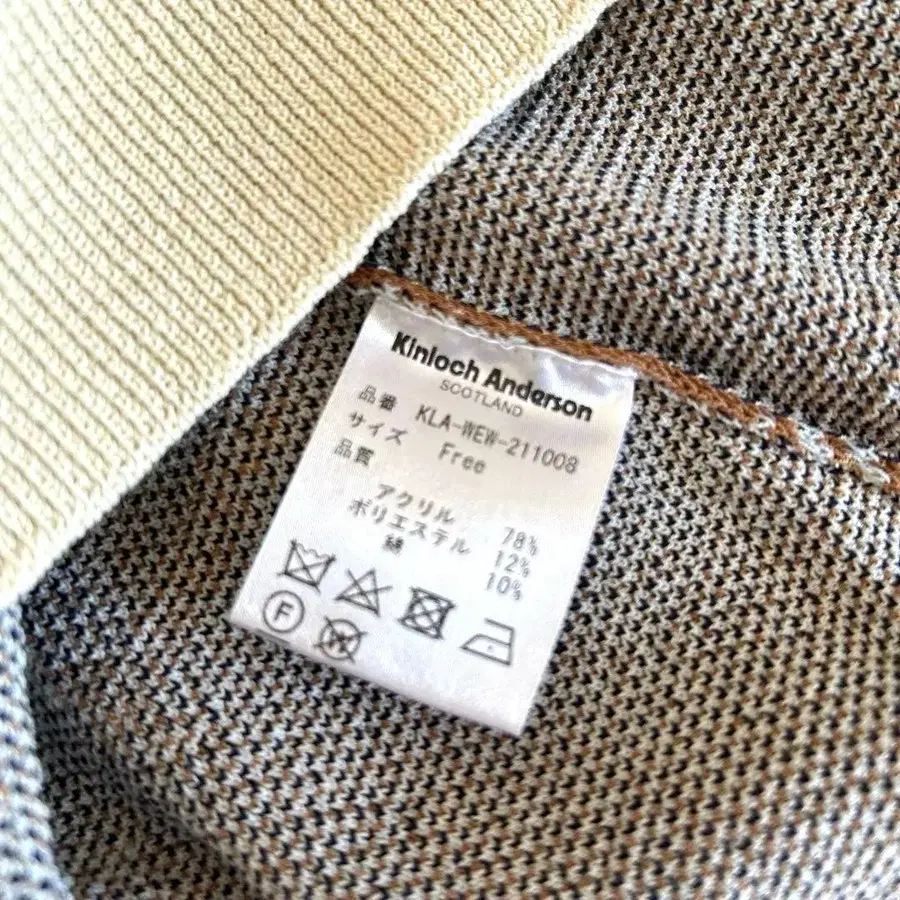 Kinloch Anderson
SCOTLAND
品番 KLA-WEW-211008
サイズ Free
品質
アクリル 78%
ポリエステル 12%
綿 10%
F
W